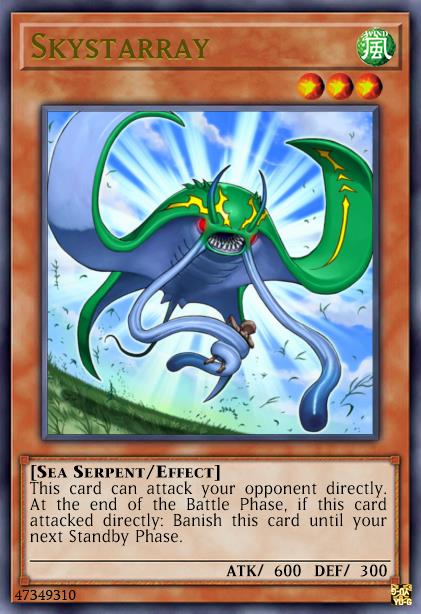 SKYSTARRAY
WIND
風
[SEA SERPENT/EFFECT]
This card can attack your opponent directly.
At the end of the Battle Phase, if this card
attacked directly: Banish this card until your
next Standby Phase.
ATK/ 600 DEF/ 300
47349310